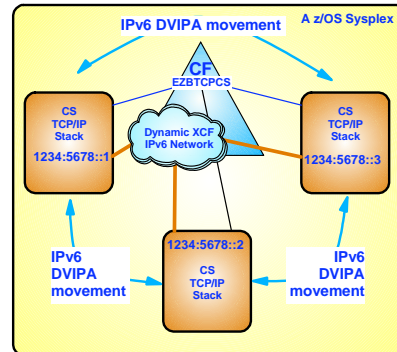 IPv6 DVIPA movement
A z/OS Sysplex
CF
EZBTCPCS
CS
TCP/IP
Stack
1234:5678::1
Dynamic XCF
IPv6 Network
CS
TCP/IP
Stack
1234:5678::3
IPv6
DVIPA
movement
1234:5678::2
CS
TCP/IP
Stack
IPv6
DVIPA
movement